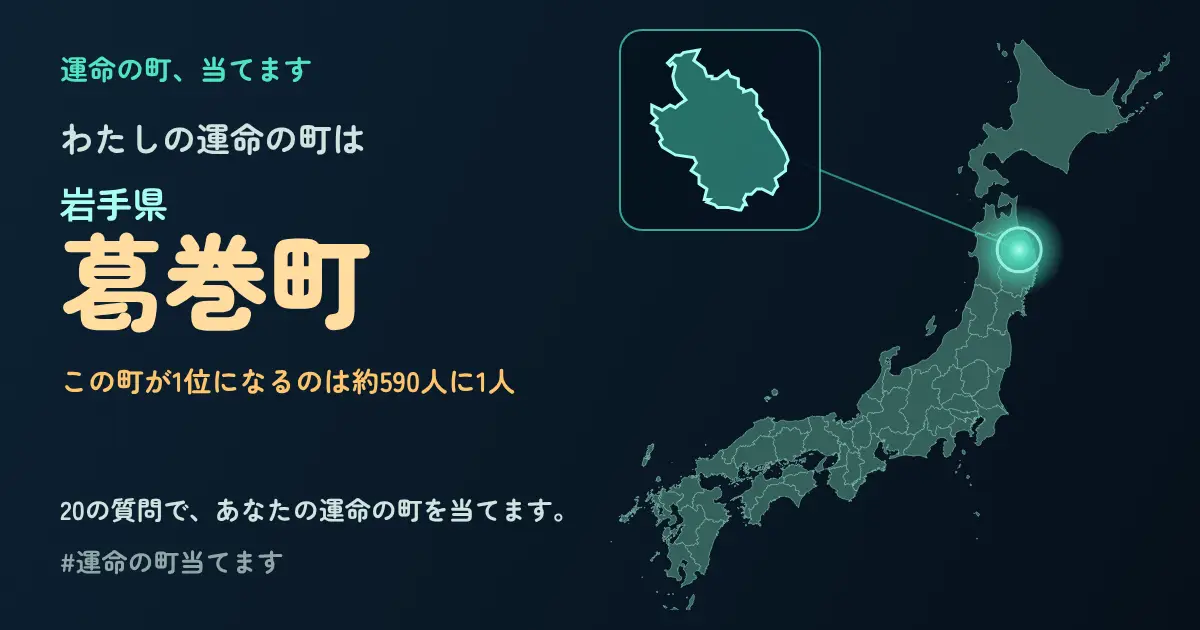 運命の町、当てます
わたしの運命の町は
岩手県
葛巻町
この町が1位になるのは約590人に1人
20の質問で、あなたの運命の町を当てます。
#運命の町当てます